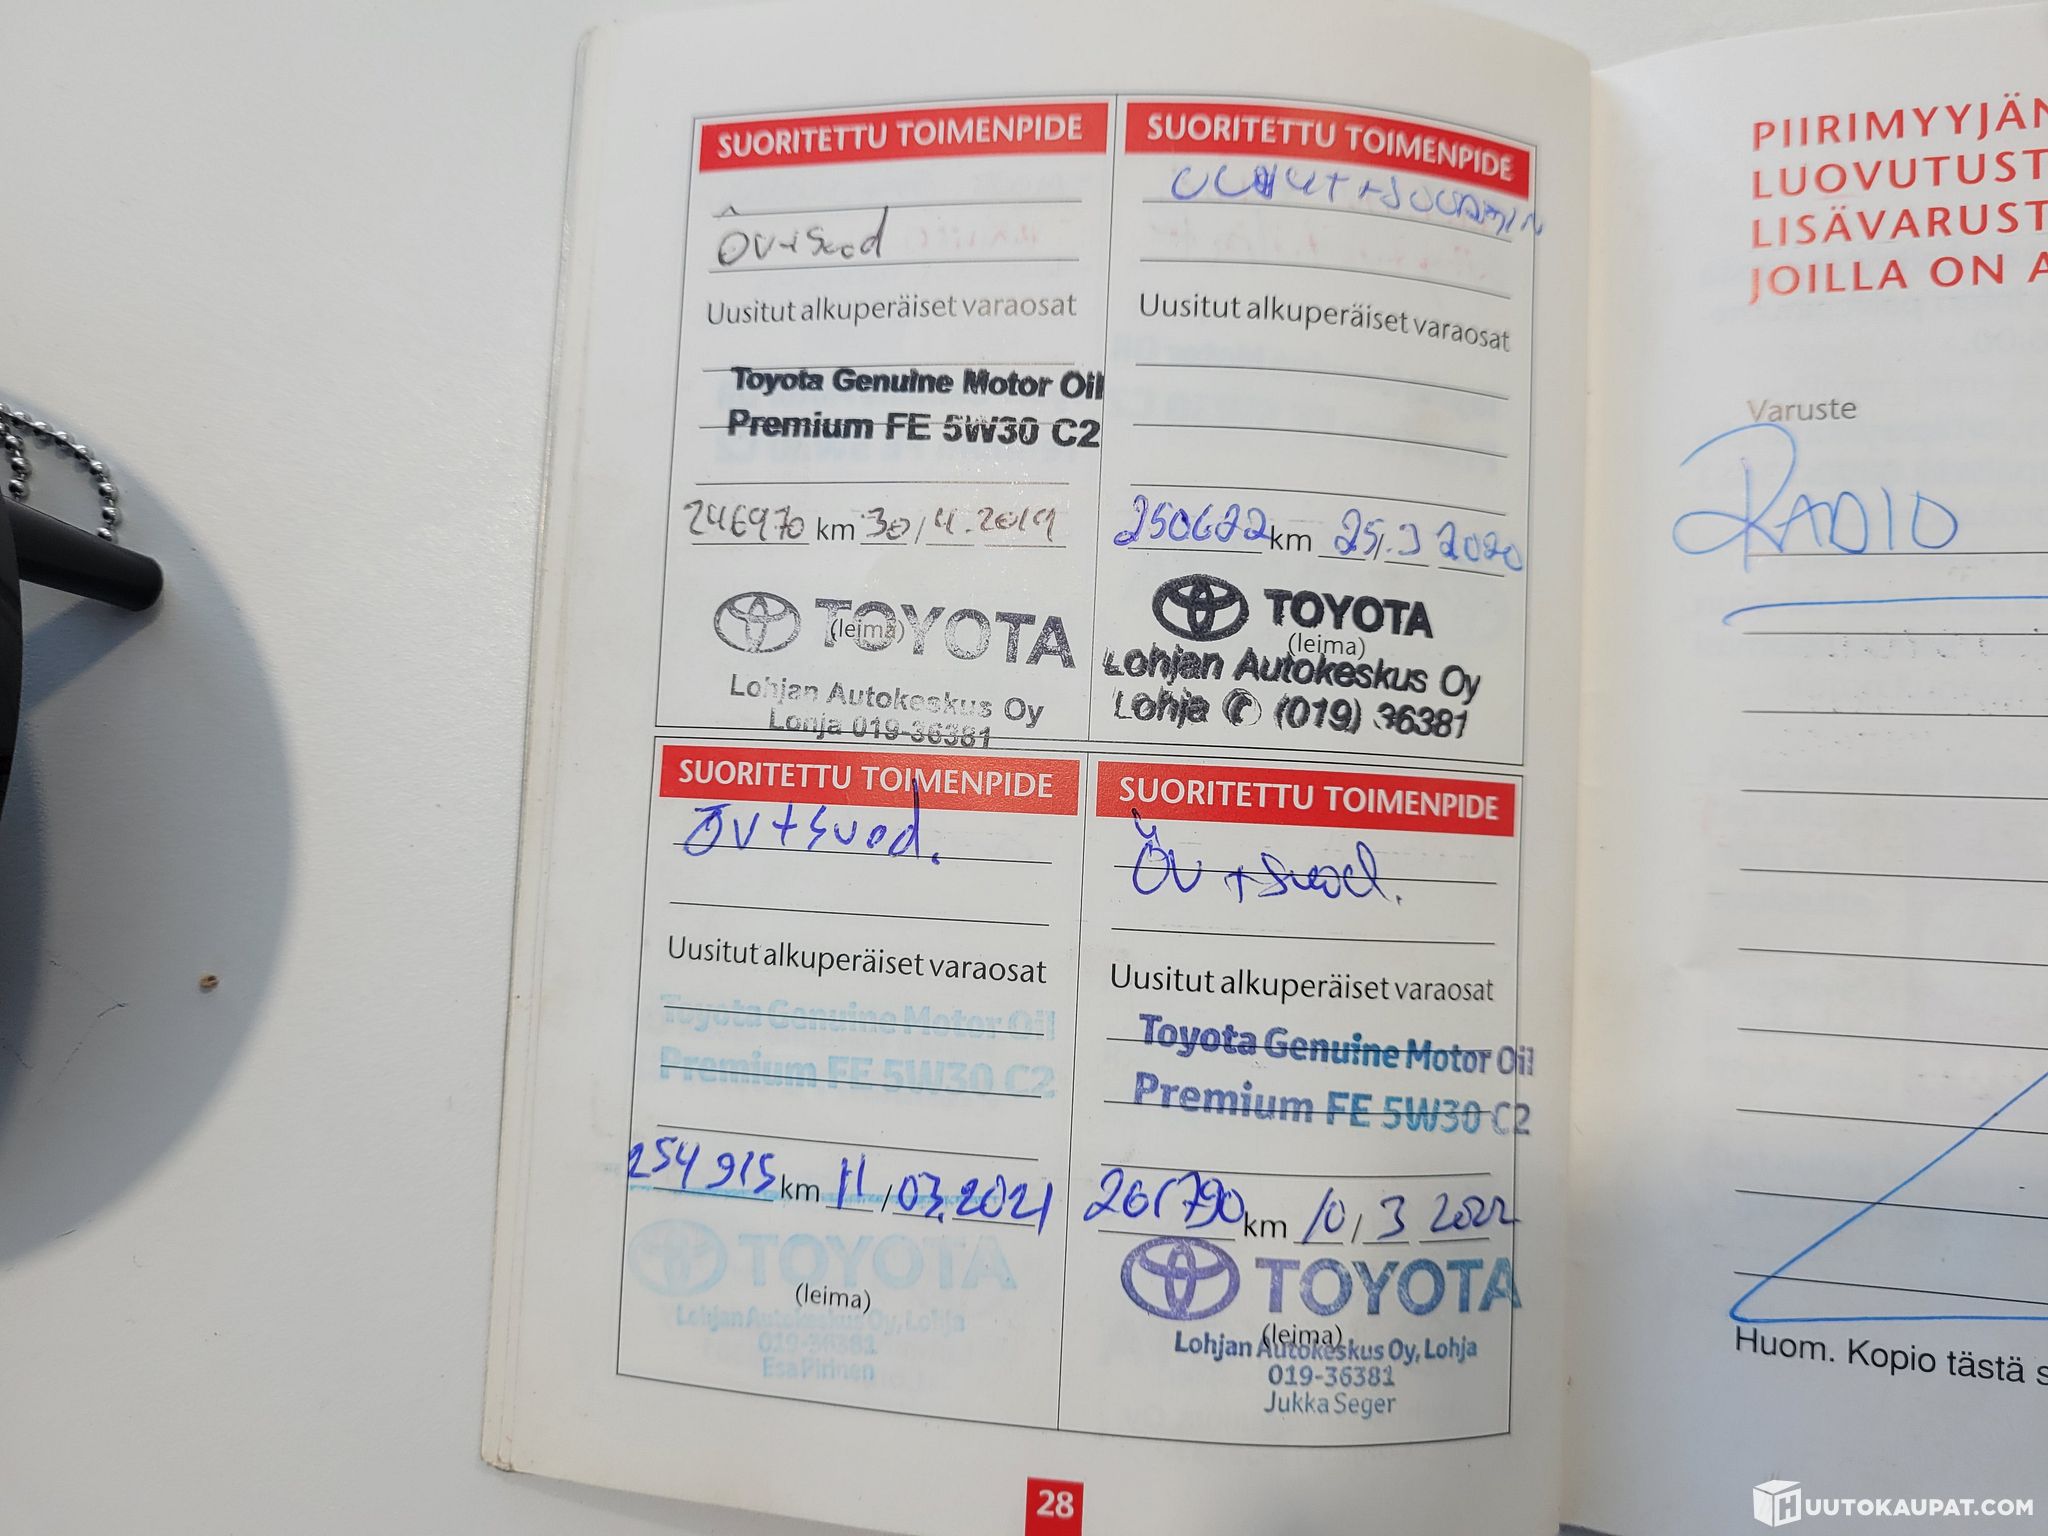 SUORITETTU TOIMENPIDE
ÖV+Suod
Uusitut alkuperäiset varaosat
Toyota Genuine Motor Oil
Premium FE 5W30 C2
246970 km 30/4.2019
TOYOTA
(leima)
Lohjan Autokeskus Oy
Lohja 019-36381
SUORITETTU TOIMENPIDE
Uusitut alkuperäiset varaosat
250622 km 25.3 2020
TOYOTA
(leima)
Lohjan Autokeskus Oy
Lohja (019) 36381
SUORITETTU TOIMENPIDE
ÖV+suod.
Uusitut alkuperäiset varaosat
Toyota Genuine Motor Oil
Premium FE 5W30 C2
254 915 km 11/03.2021
TOYOTA
(leima)
Lohjan Autokeskus Oy, Lohja
019-36381
Esa Pirinen
SUORITETTU TOIMENPIDE
ÖV+suod.
Uusitut alkuperäiset varaosat
Toyota Genuine Motor Oil
Premium FE 5W30 C2
261790 km 10/3 2022
TOYOTA
(leima)
Lohjan Autokeskus Oy, Lohja
019-36381
Jukka Seger
28
PIIRIMYYJÄN
LUOVUTUST
LISÄVARUST
JOILLA ON A
Varuste
RADIO
Huom. Kopio tästä s
HUUTOKAUPAT.COM